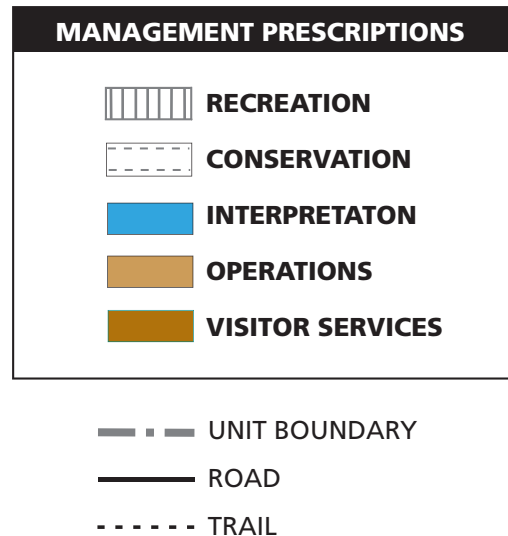 MANAGEMENT PRESCRIPTIONS
RECREATION
CONSERVATION
INTERPRETATON
OPERATIONS
VISITOR SERVICES
UNIT BOUNDARY
ROAD
TRAIL